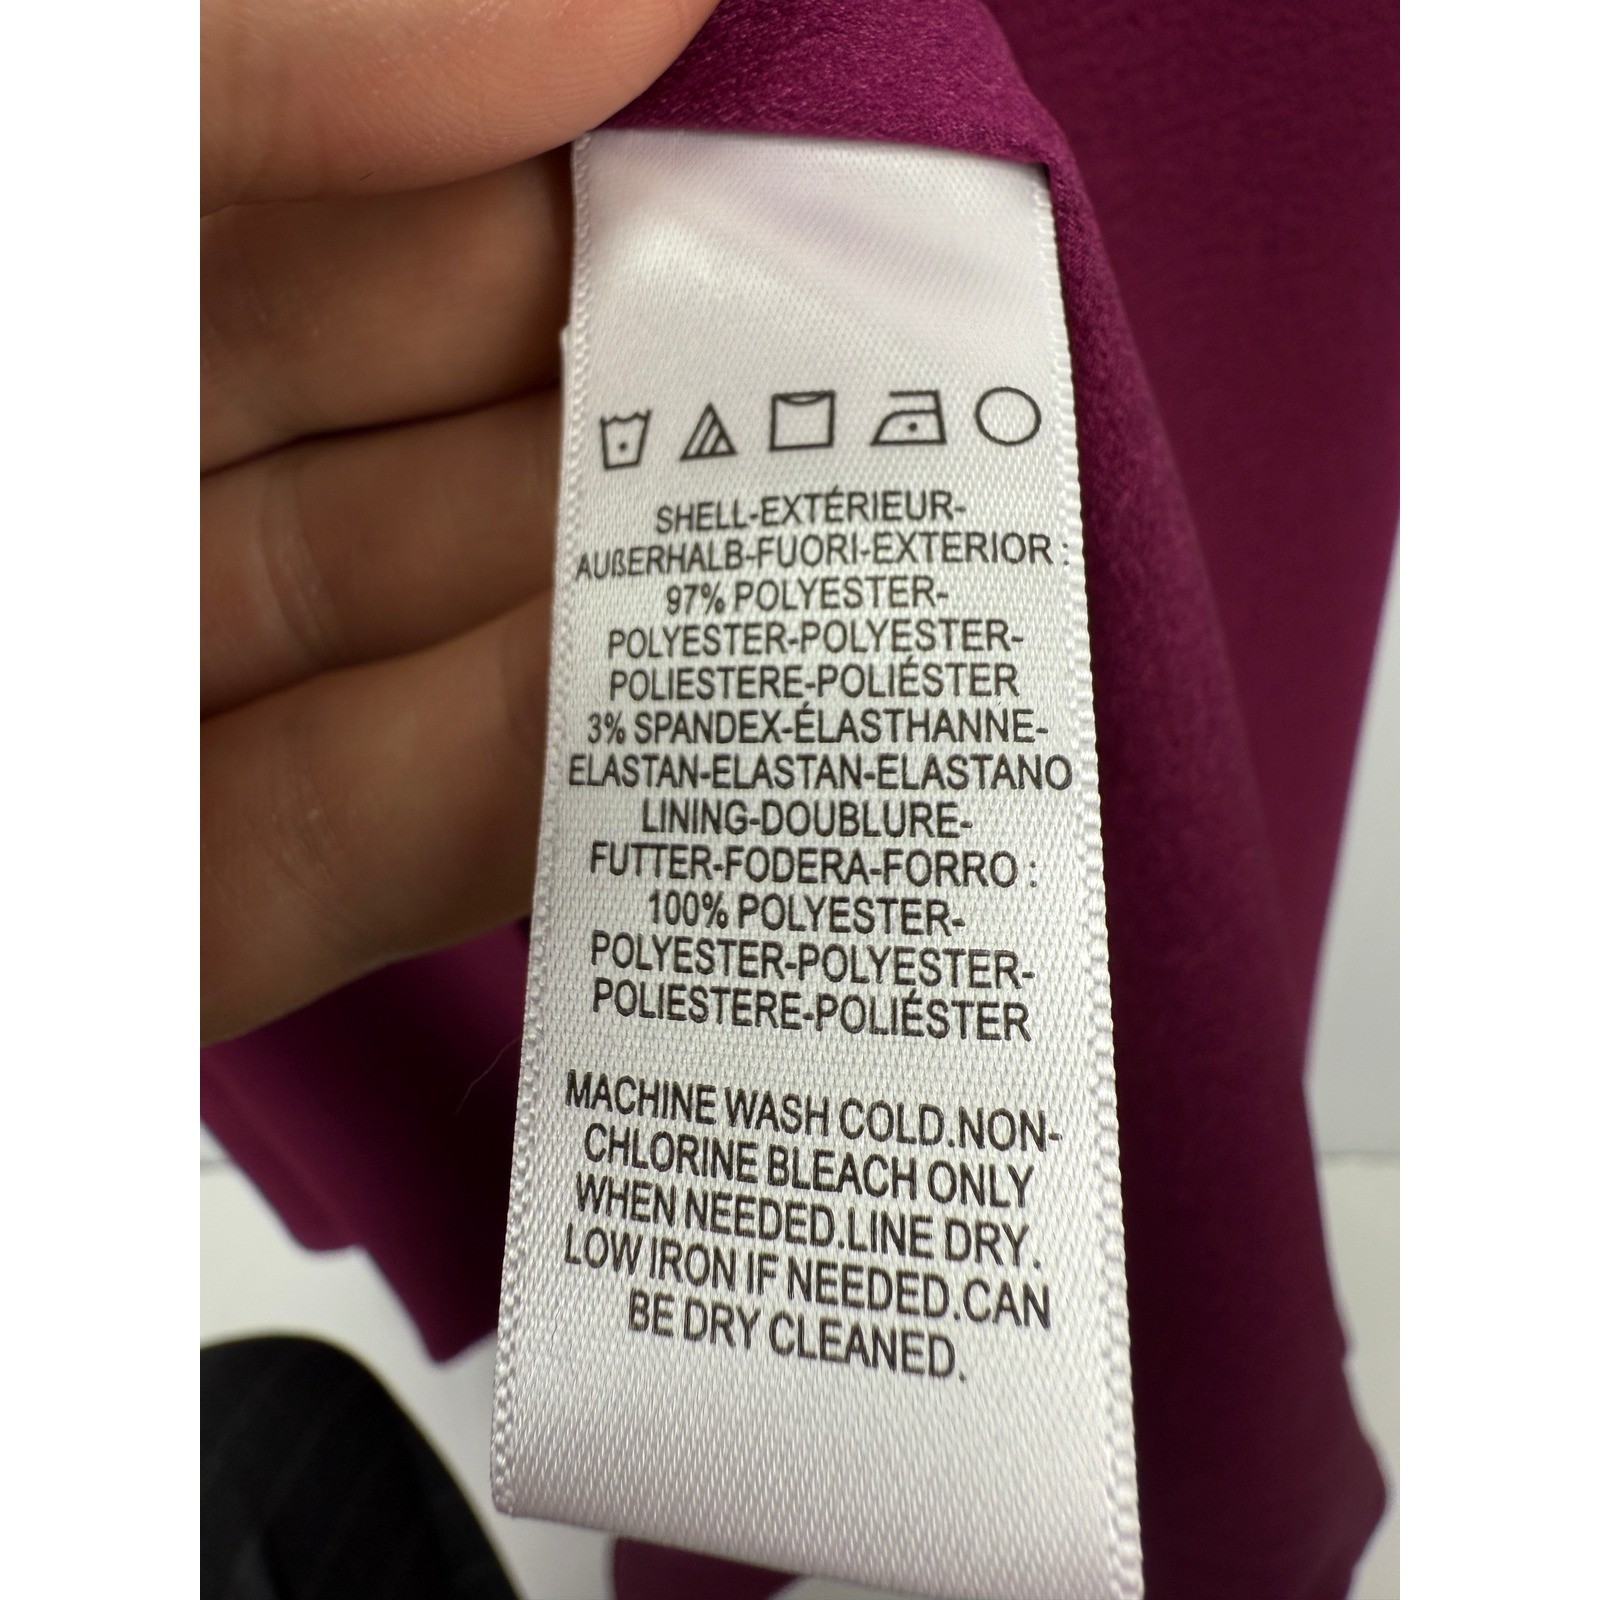 SHELL-EXTÉRIEUR-
AUßERHALB-FUORI-EXTERIOR :
97% POLYESTER-
POLYESTER-POLYESTER-
POLIESTERE-POLIÉSTER
3% SPANDEX-ÉLASTHANNE-
ELASTAN-ELASTAN-ELASTANO
LINING-DOUBLURE-
FUTTER-FODERA-FORRO :
100% POLYESTER-
POLYESTER-POLYESTER-
POLIESTERE-POLIÉSTER
MACHINE WASH COLD.NON-
CHLORINE BLEACH ONLY
WHEN NEEDED.LINE DRY.
LOW IRON IF NEEDED.CAN
BE DRY CLEANED.